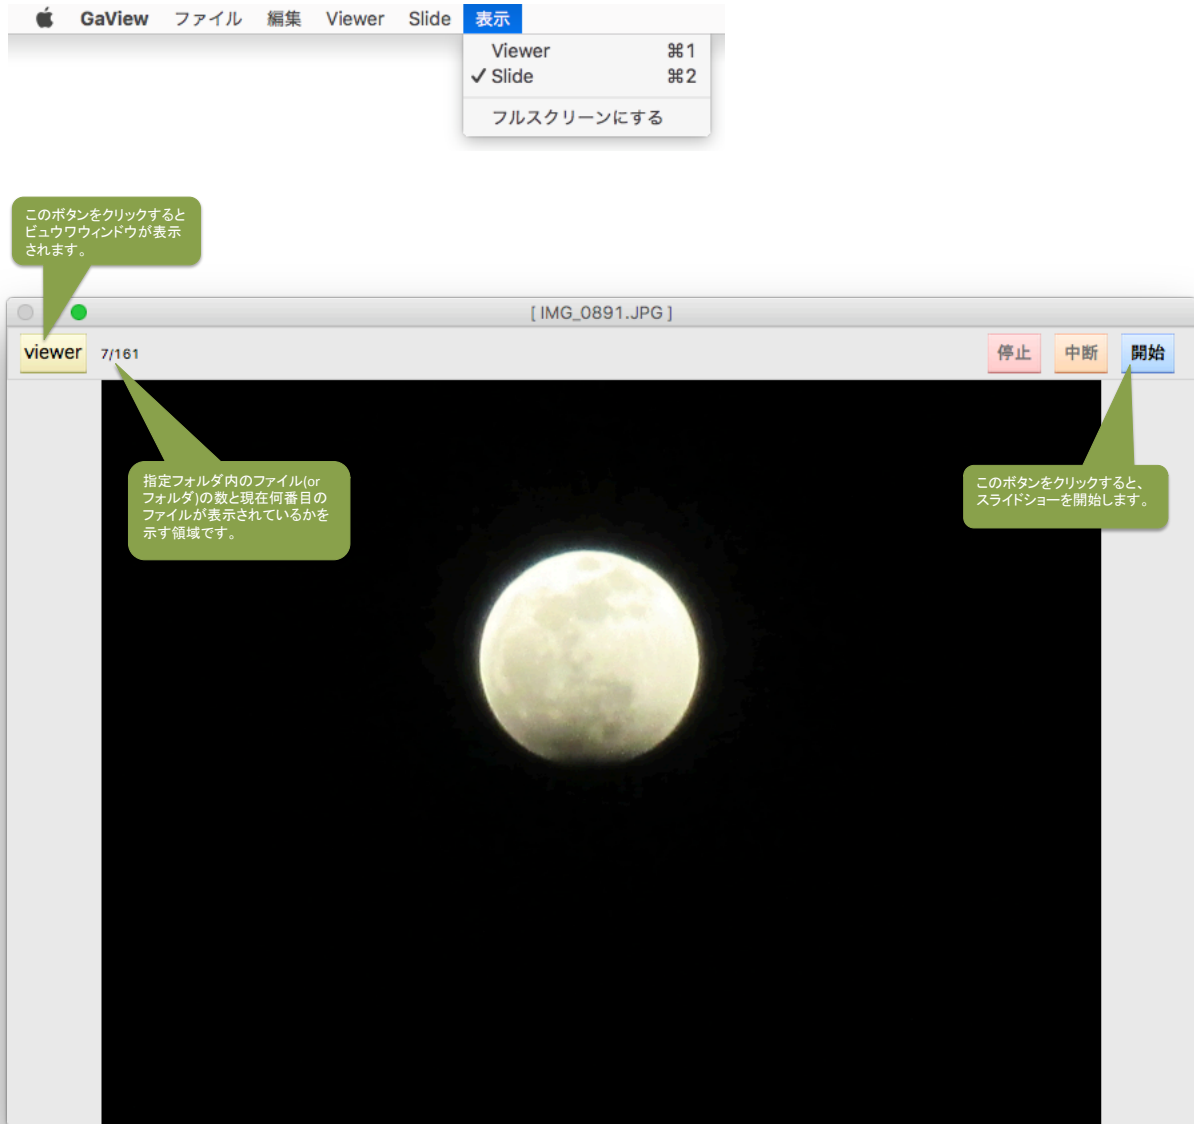 GaView ファイル 編集 Viewer Slide 表示
Viewer ⌘1
✓ Slide ⌘2
フルスクリーンにする
このボタンをクリックすると
ビュウワウィンドウが表示
されます。
[ IMG_0891.JPG ]
viewer 7/161 停止 中断 開始
指定フォルダ内のファイル(or
フォルダ)の数と現在何番目の
ファイルが表示されているかを
示す領域です。
このボタンをクリックすると、
スライドショーを開始します。